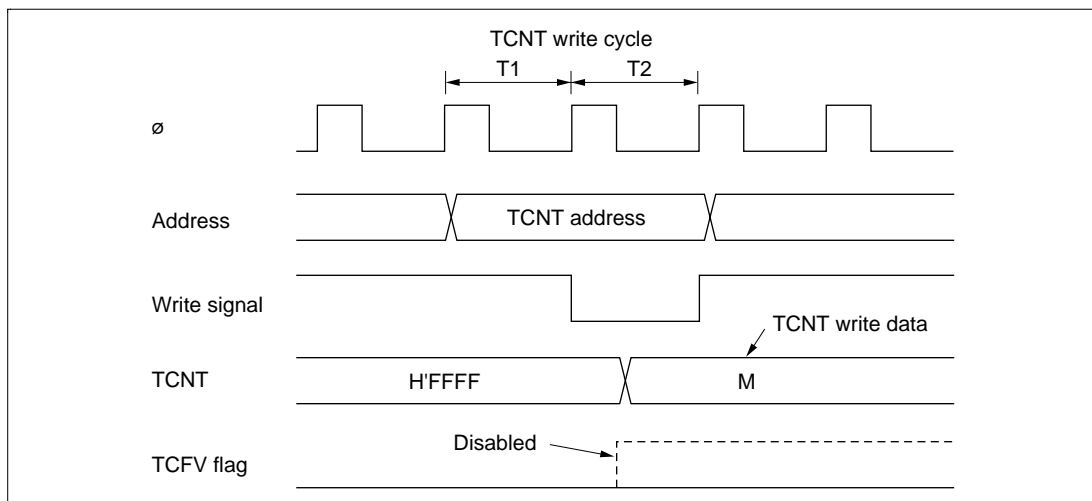 TCNT write cycle
T1 T2
ø
Address
TCNT address
Write signal
TCNT write data
TCNT
H'FFFF
M
Disabled
TCFV flag